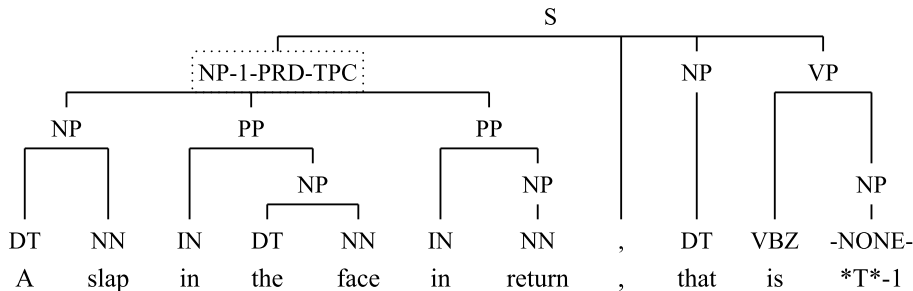 S
NP-1-PRD-TPC NP VP
NP PP PP
NP NP NP
DT NN IN DT NN IN NN , DT VBZ -NONE-
A slap in the face in return , that is *T*-1